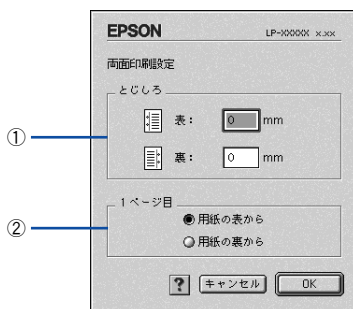 EPSON LP-XXXXX x.xx
両面印刷設定
とじしろ
① 表： 0 mm
裏： 0 mm
1ページ目
② 用紙の表から
用紙の裏から
? キャンセル OK